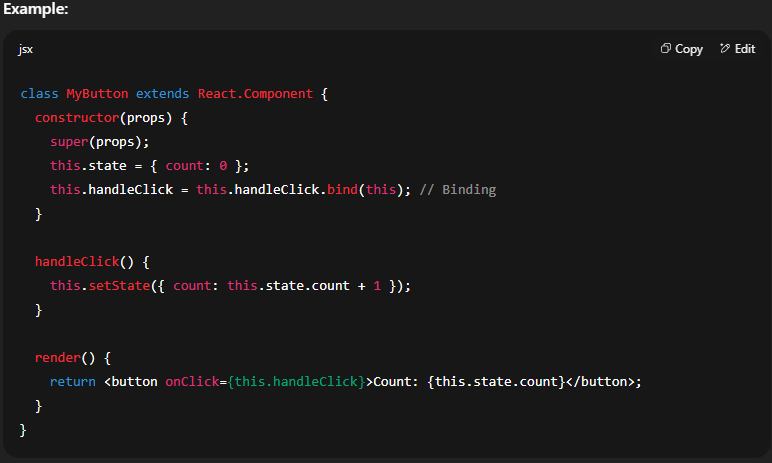 Example:
jsx
Copy
Edit
class MyButton extends React.Component {
  constructor(props) {
    super(props);
    this.state = { count: 0 };
    this.handleClick = this.handleClick.bind(this); // Binding
  }

  handleClick() {
    this.setState({ count: this.state.count + 1 });
  }

  render() {
    return <button onClick={this.handleClick}>Count: {this.state.count}</button>;
  }
}